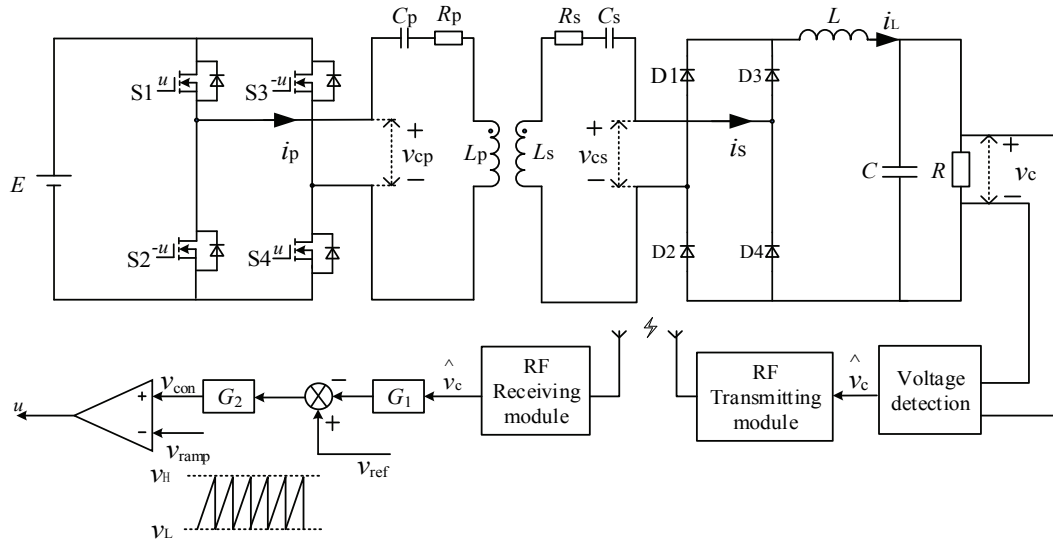 Cp Rp Rs Cs L iL
u S1 -u S3 D1 D3
E ip + vcp − Lp Ls + vcs − is C R + vc −
-u S2 u S4 D2 D4
RF
Receiving
module
RF
Transmitting
module
Voltage
detection
^
vc
^
vc
u vcon + − G2 − + G1
vramp vref
vH
vL